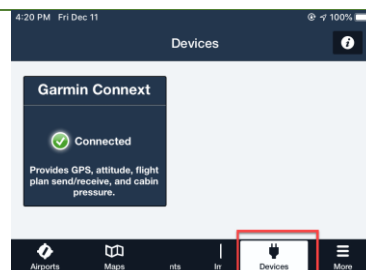 4:20 PM Fri Dec 11
100%
Devices
Garmin Connext
Connected
Provides GPS, attitude, flight
plan send/receive, and cabin
pressure.
Airports
Maps
nts
Devices
More